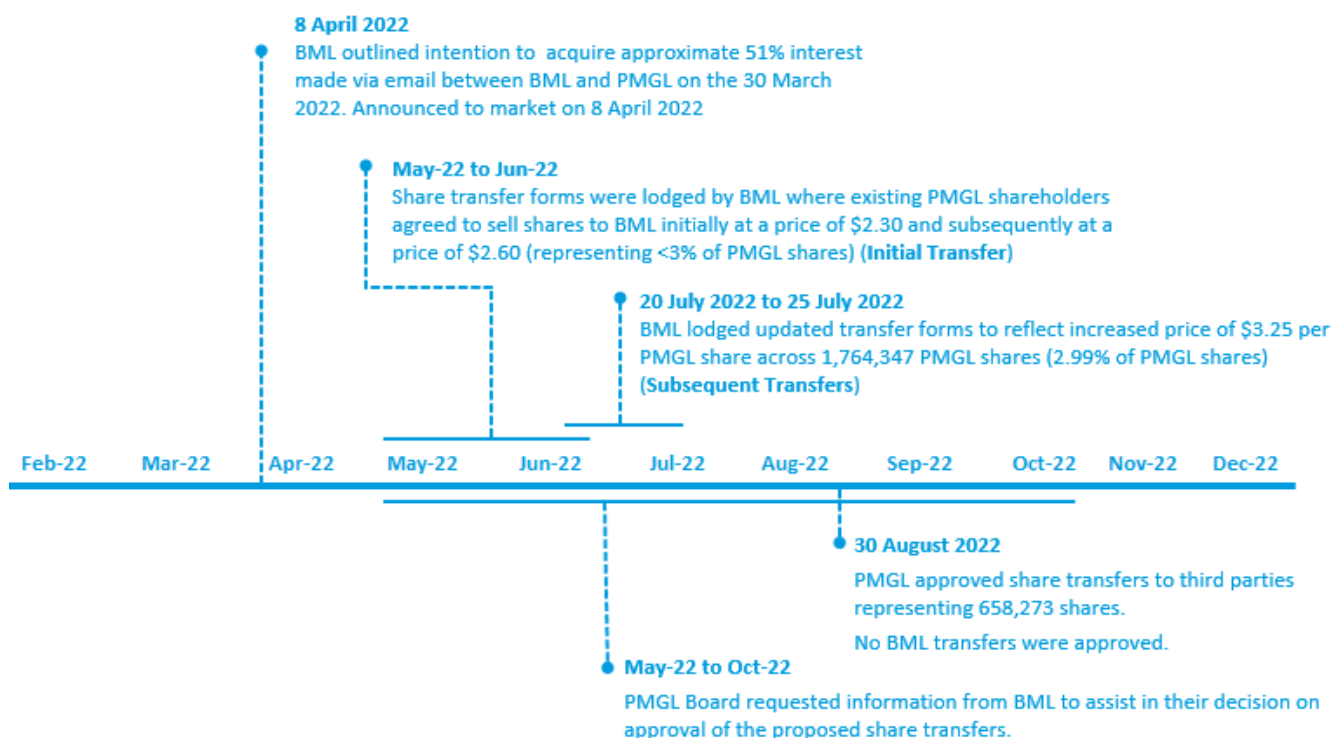 8 April 2022
BML outlined intention to acquire approximate 51% interest
made via email between BML and PMGL on the 30 March
2022. Announced to market on 8 April 2022
May-22 to Jun-22
Share transfer forms were lodged by BML where existing PMGL shareholders
agreed to sell shares to BML initially at a price of $2.30 and subsequently at a
price of $2.60 (representing <3% of PMGL shares) (Initial Transfer)
20 July 2022 to 25 July 2022
BML lodged updated transfer forms to reflect increased price of $3.25 per
PMGL share across 1,764,347 PMGL shares (2.99% of PMGL shares)
(Subsequent Transfers)
Feb-22 Mar-22 Apr-22 May-22 Jun-22 Jul-22 Aug-22 Sep-22 Oct-22 Nov-22 Dec-22
30 August 2022
PMGL approved share transfers to third parties
representing 658,273 shares.
No BML transfers were approved.
May-22 to Oct-22
PMGL Board requested information from BML to assist in their decision on
approval of the proposed share transfers.